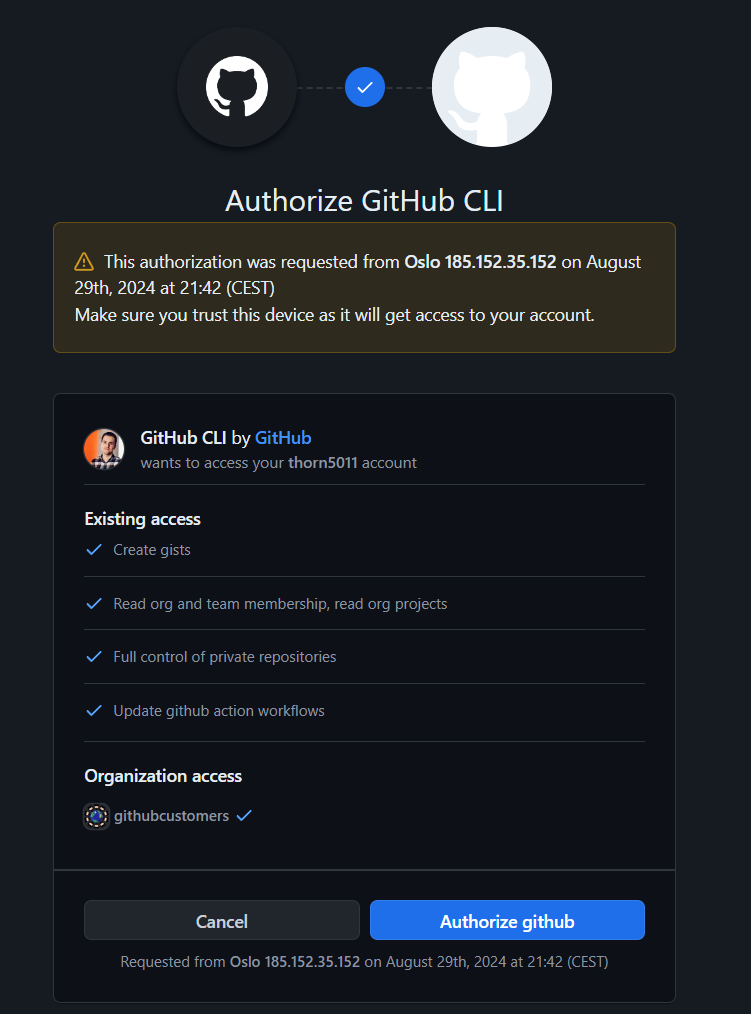 Authorize GitHub CLI
This authorization was requested from Oslo 185.152.35.152 on August
29th, 2024 at 21:42 (CEST)
Make sure you trust this device as it will get access to your account.
GitHub CLI by GitHub
wants to access your thorn5011 account
Existing access
Create gists
Read org and team membership, read org projects
Full control of private repositories
Update github action workflows
Organization access
githubcustomers
Cancel
Authorize github
Requested from Oslo 185.152.35.152 on August 29th, 2024 at 21:42 (CEST)